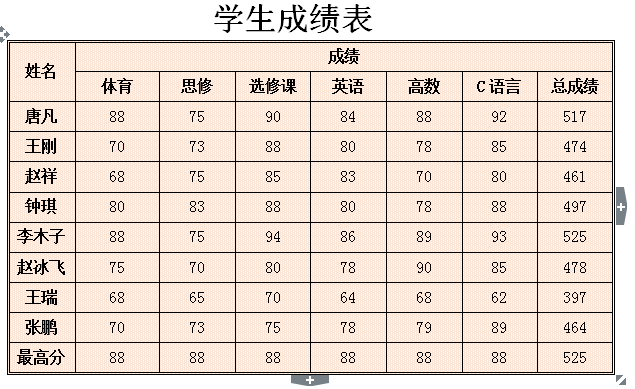 学生成绩表
姓名 成绩
体育 思修 选修课 英语 高数 C语言 总成绩
唐凡 88 75 90 84 88 92 517
王刚 70 73 88 80 78 85 474
赵祥 68 75 85 83 70 80 461
钟琪 80 83 88 80 78 88 497
李木子 88 75 94 86 89 93 525
赵冰飞 75 70 80 78 90 85 478
王瑞 68 65 70 64 68 62 397
张鹏 70 73 75 78 79 89 464
最高分 88 88 88 88 88 88 525